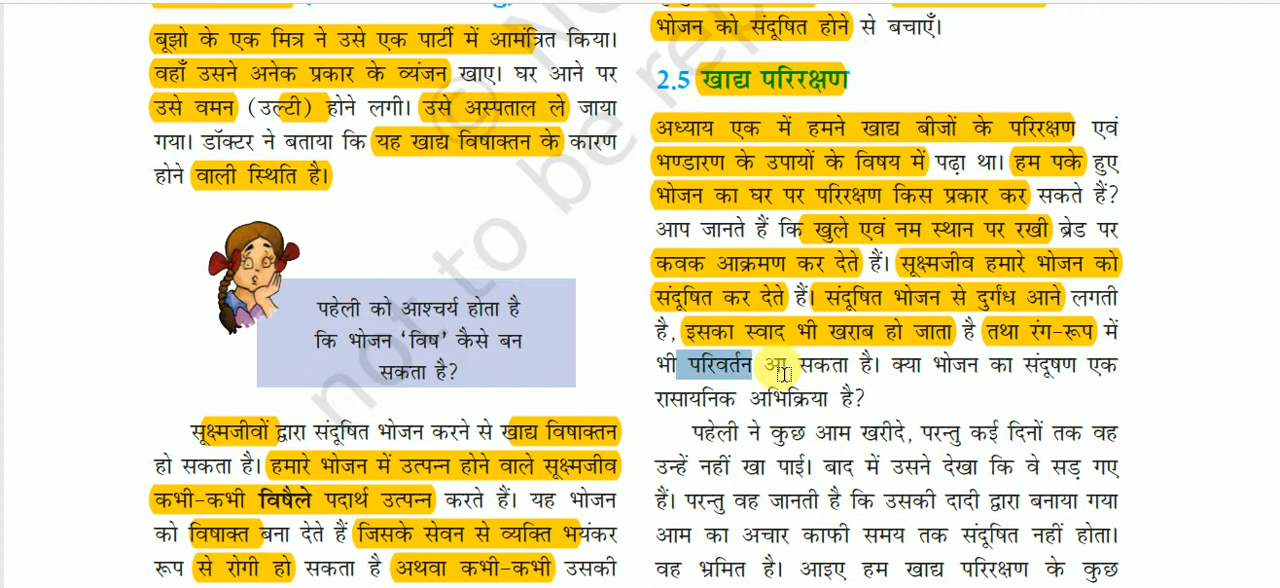 बूझो के एक मित्र ने उसे एक पार्टी में आमंत्रित किया।
वहाँ उसने अनेक प्रकार के व्यंजन खाए। घर आने पर
उसे वमन (उल्टी) होने लगी। उसे अस्पताल ले जाया
गया। डॉक्टर ने बताया कि यह खाद्य विषाक्तन के कारण
होने वाली स्थिति है।
पहेली को आश्चर्य होता है
कि भोजन ‘विष’ कैसे बन
सकता है?
सूक्ष्मजीवों द्वारा संदूषित भोजन करने से खाद्य विषाक्तन
हो सकता है। हमारे भोजन में उत्पन्न होने वाले सूक्ष्मजीव
कभी-कभी विषैले पदार्थ उत्पन्न करते हैं। यह भोजन
को विषाक्त बना देते हैं जिसके सेवन से व्यक्ति भयंकर
रूप से रोगी हो सकता है अथवा कभी-कभी उसकी
भोजन को संदूषित होने से बचाएँ।
2.5 खाद्य परिरक्षण
अध्याय एक में हमने खाद्य बीजों के परिरक्षण एवं
भण्डारण के उपायों के विषय में पढ़ा था। हम पके हुए
भोजन का घर पर परिरक्षण किस प्रकार कर सकते हैं?
आप जानते हैं कि खुले एवं नम स्थान पर रखी ब्रेड पर
कवक आक्रमण कर देते हैं। सूक्ष्मजीव हमारे भोजन को
संदूषित कर देते हैं। संदूषित भोजन से दुर्गंध आने लगती
है, इसका स्वाद भी खराब हो जाता है तथा रंग-रूप में
भी परिवर्तन आ सकता है। क्या भोजन का संदूषण एक
रासायनिक अभिक्रिया है?
पहेली ने कुछ आम खरीदे, परन्तु कई दिनों तक वह
उन्हें नहीं खा पाई। बाद में उसने देखा कि वे सड़ गए
हैं। परन्तु वह जानती है कि उसकी दादी द्वारा बनाया गया
आम का अचार काफी समय तक संदूषित नहीं होता।
वह भ्रमित है। आइए हम खाद्य परिरक्षण के कुछ
not to be re